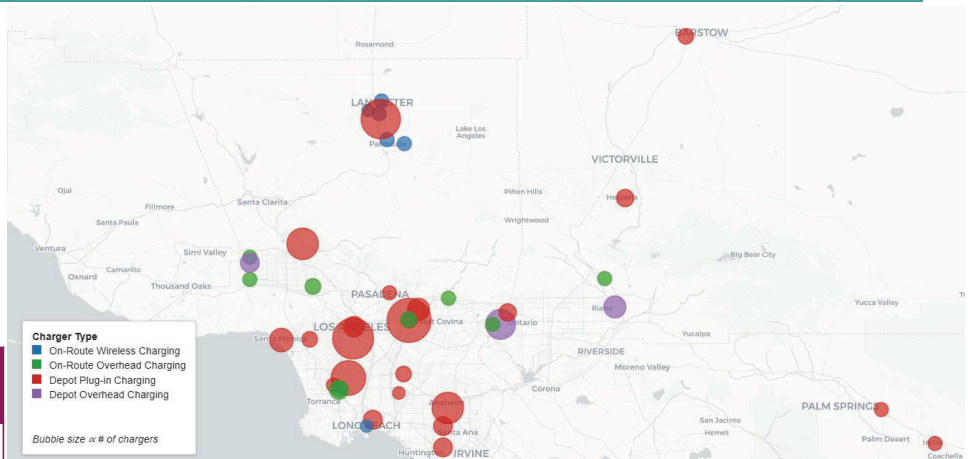 BARSTOW
Rosamond
LANCASTER
Lake Los
Angeles
Palmdale
VICTORVILLE
Ojai
Piñon Hills
Hesperia
Santa Clarita
Fillmore
Wrightwood
Santa Paula
Ventura
Simi Valley
Big Bear City
Camarillo
Oxnard
Thousand Oaks
PASADENA
Yucca Valley
Rialto
West Covina
Ontario
LOS ANGELES
Santa Monica
Yucaipa
RIVERSIDE
Moreno Valley
Corona
Torrance
Anaheim
PALM SPRINGS
San Jacinto
LONG BEACH
Santa Ana
Hemet
Palm Desert
Indio
Huntington
IRVINE
Coachella
Charger Type
On-Route Wireless Charging
On-Route Overhead Charging
Depot Plug-in Charging
Depot Overhead Charging
Bubble size ∝ # of chargers